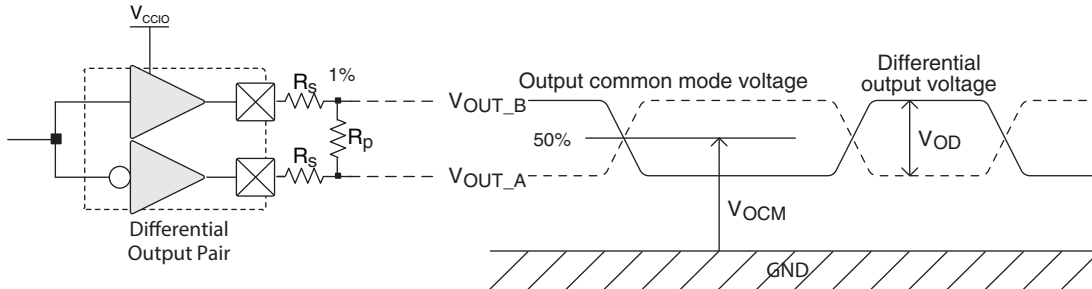 VCCIO
Rs
1%
Rp
Rs
Differential
Output Pair
VOUT_B
VOUT_A
Output common mode voltage
50%
VOCM
Differential
output voltage
VOD
GND